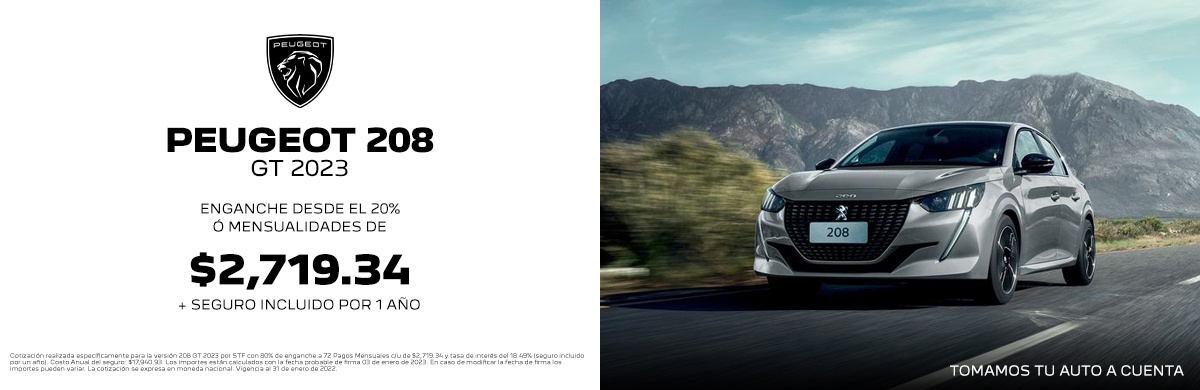 PEUGEOT
PEUGEOT 208
GT 2023
ENGANCHE DESDE EL 20%
Ó MENSUALIDADES DE
$2,719.34
+ SEGURO INCLUIDO POR 1 AÑO
Cotización realizada específicamente para la versión 208 GT 2023 por STF con 80% de enganche a 72 Pagos Mensuales c/u de $2,719.34 y tasa de interés del 18.49% (seguro incluido
por un año). Costo Anual del seguro: $17,940.93. Los importes están calculados con la fecha probable de firma 03 de enero de 2023. En caso de modificar la fecha de firma los
importes pueden variar. La cotización se expresa en moneda nacional. Vigencia al 31 de enero de 2022.
208
208
TOMAMOS TU AUTO A CUENTA